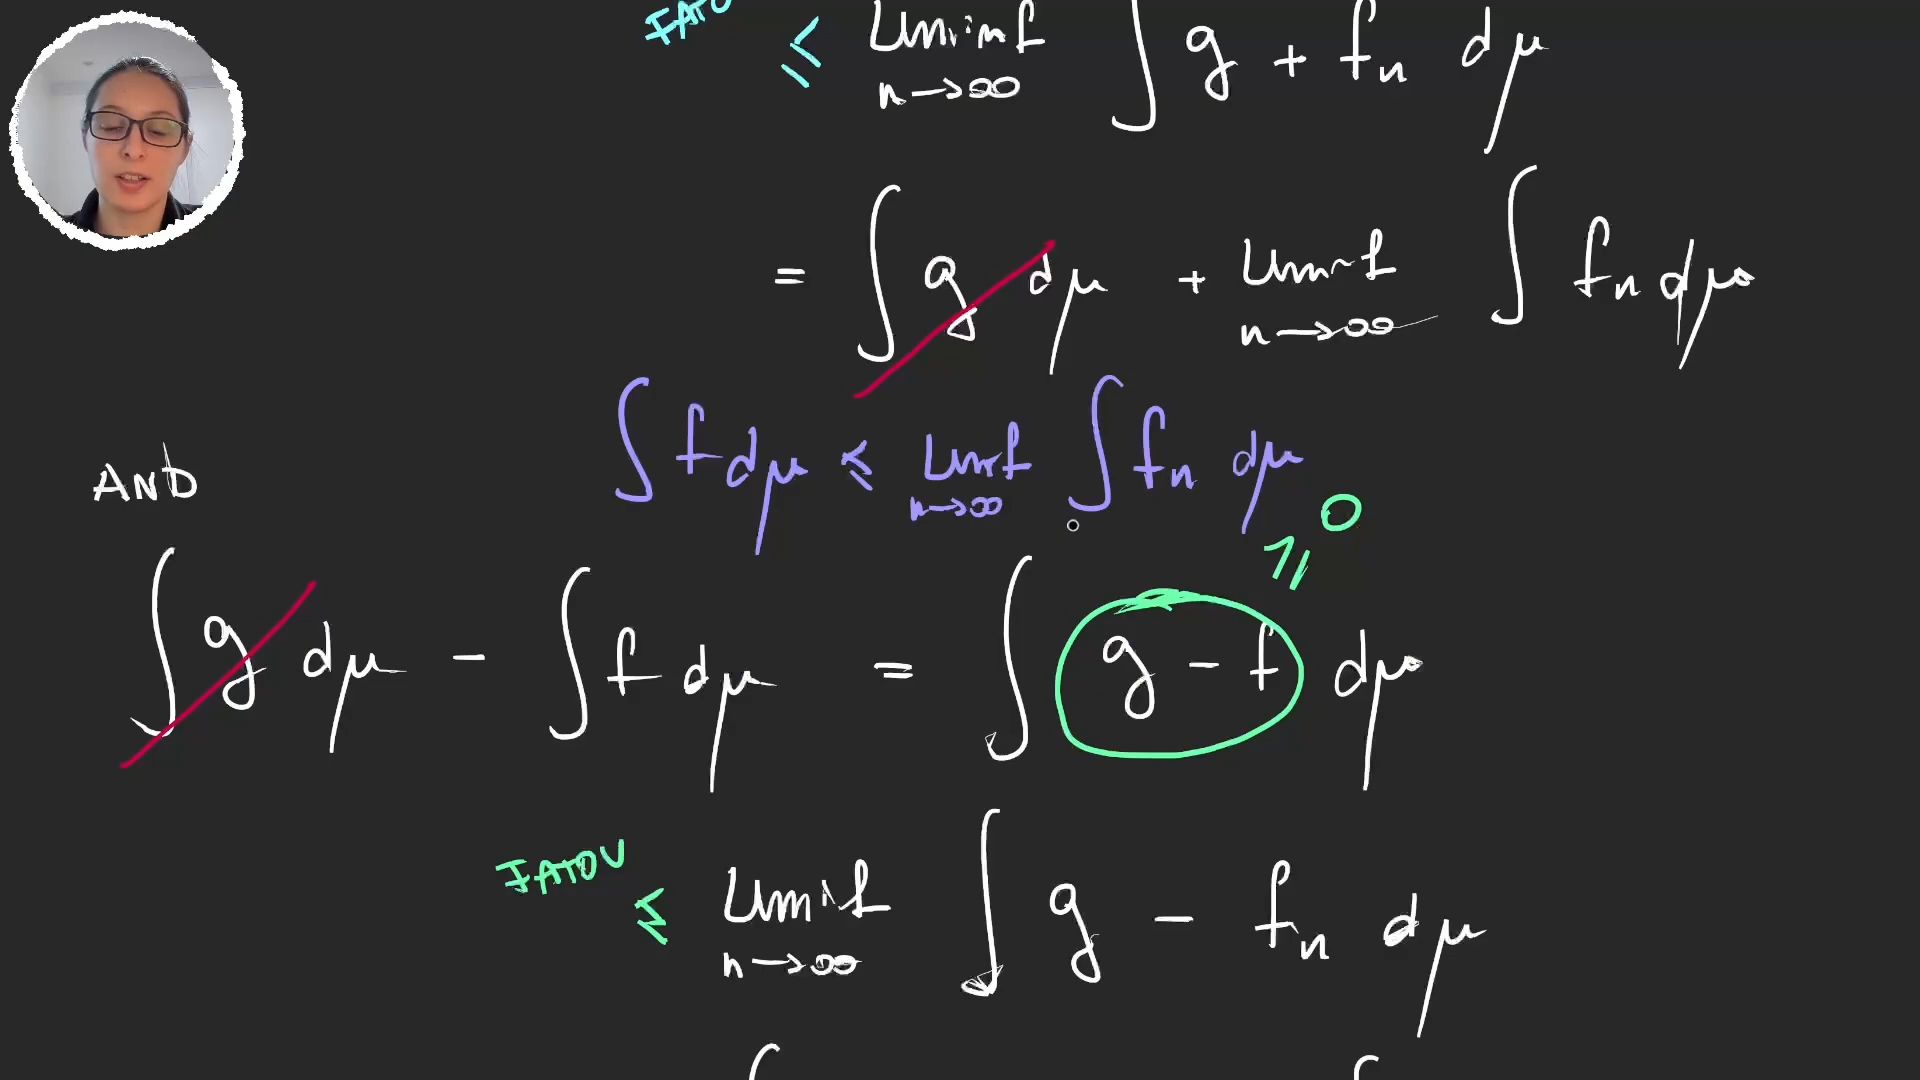 FATOU ≤ liminf n→∞ ∫ g + fn dμ
= ∫ g dμ + liminf n→∞ ∫ fn dμ
∫ f dμ ≤ liminf n→∞ ∫ fn dμ
AND
≥ 0
∫ g dμ - ∫ f dμ = ∫ g - f dμ
FATOU ≤ liminf n→∞ ∫ g - fn dμ